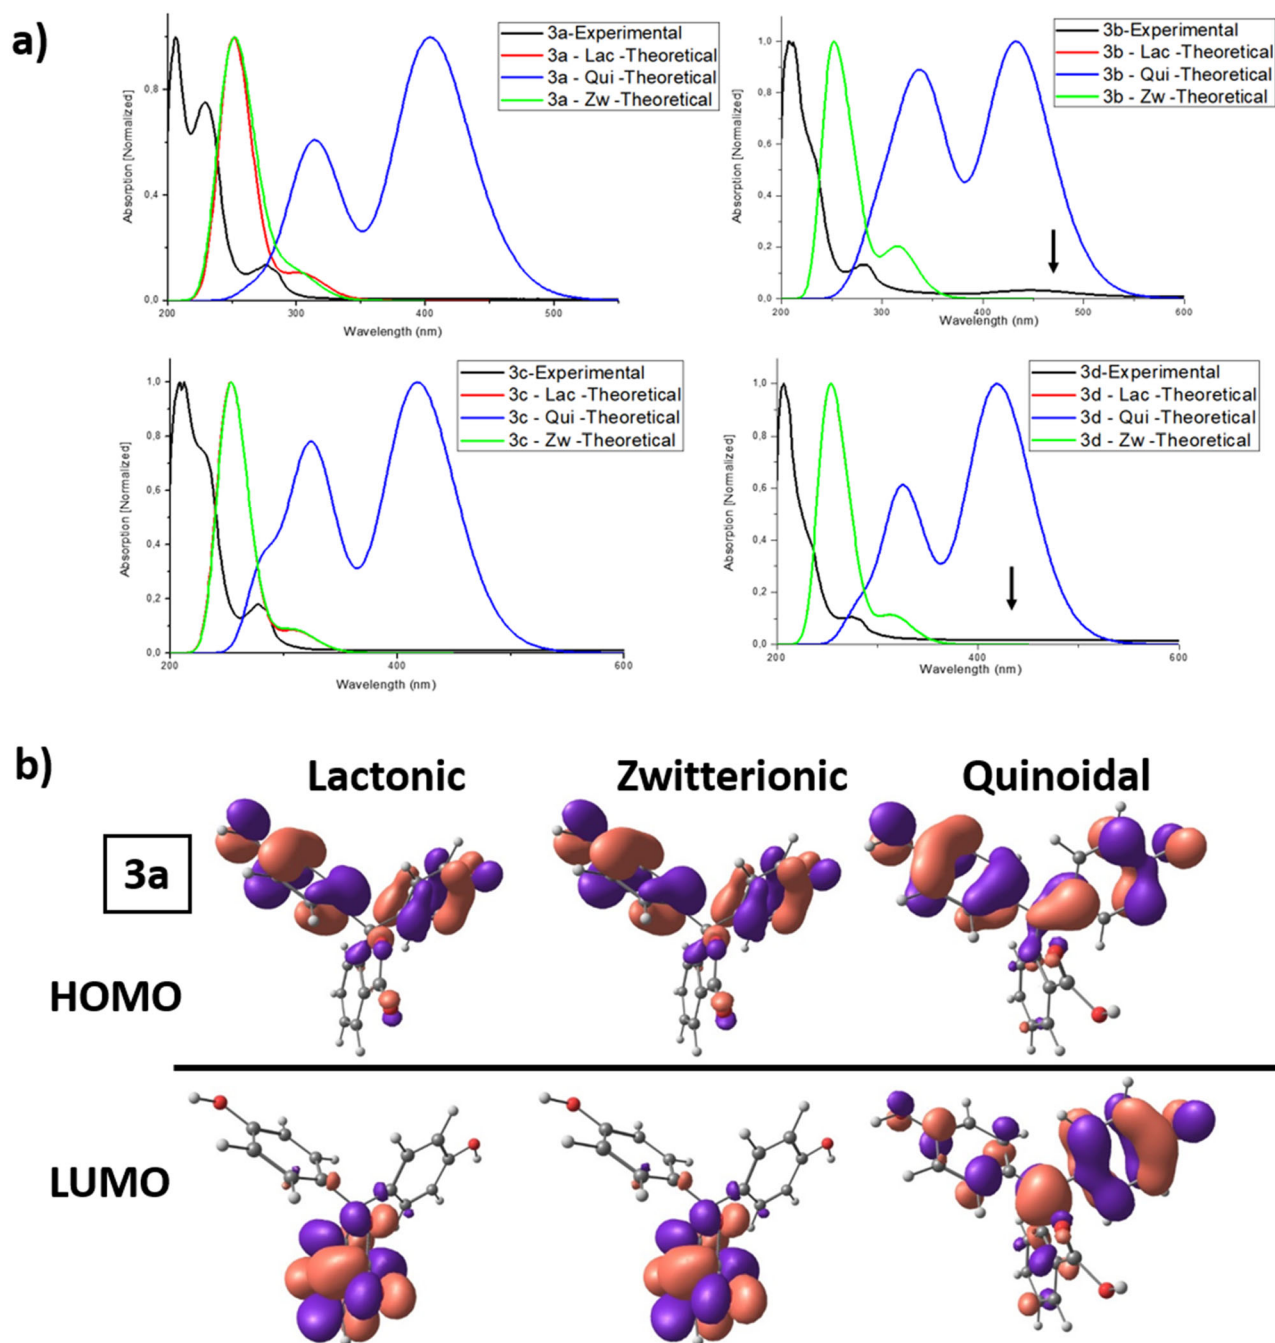 a)
3a-Experimental
3a - Lac -Theoretical
3a - Qui -Theoretical
3a - Zw -Theoretical
Absorption [Normalized]
0,8
0,4
0,0
200
300
400
500
Wavelength (nm)
3b-Experimental
3b - Lac -Theoretical
3b - Qui -Theoretical
3b - Zw -Theoretical
Absorption [Normalized]
1,0
0,8
0,6
0,4
0,2
0,0
200
300
400
500
600
Wavelength (nm)
3c-Experimental
3c - Lac -Theoretical
3c - Qui -Theoretical
3c - Zw -Theoretical
Absorption [Normalized]
1,0
0,8
0,6
0,4
0,2
0,0
200
400
600
Wavelength (nm)
3d-Experimental
3d - Lac -Theoretical
3d - Qui -Theoretical
3d - Zw -Theoretical
Absorption [Normalized]
1,0
0,8
0,6
0,4
0,2
0,0
200
400
600
Wavelength (nm)
b)
Lactonic Zwitterionic Quinoidal
3a
HOMO
LUMO